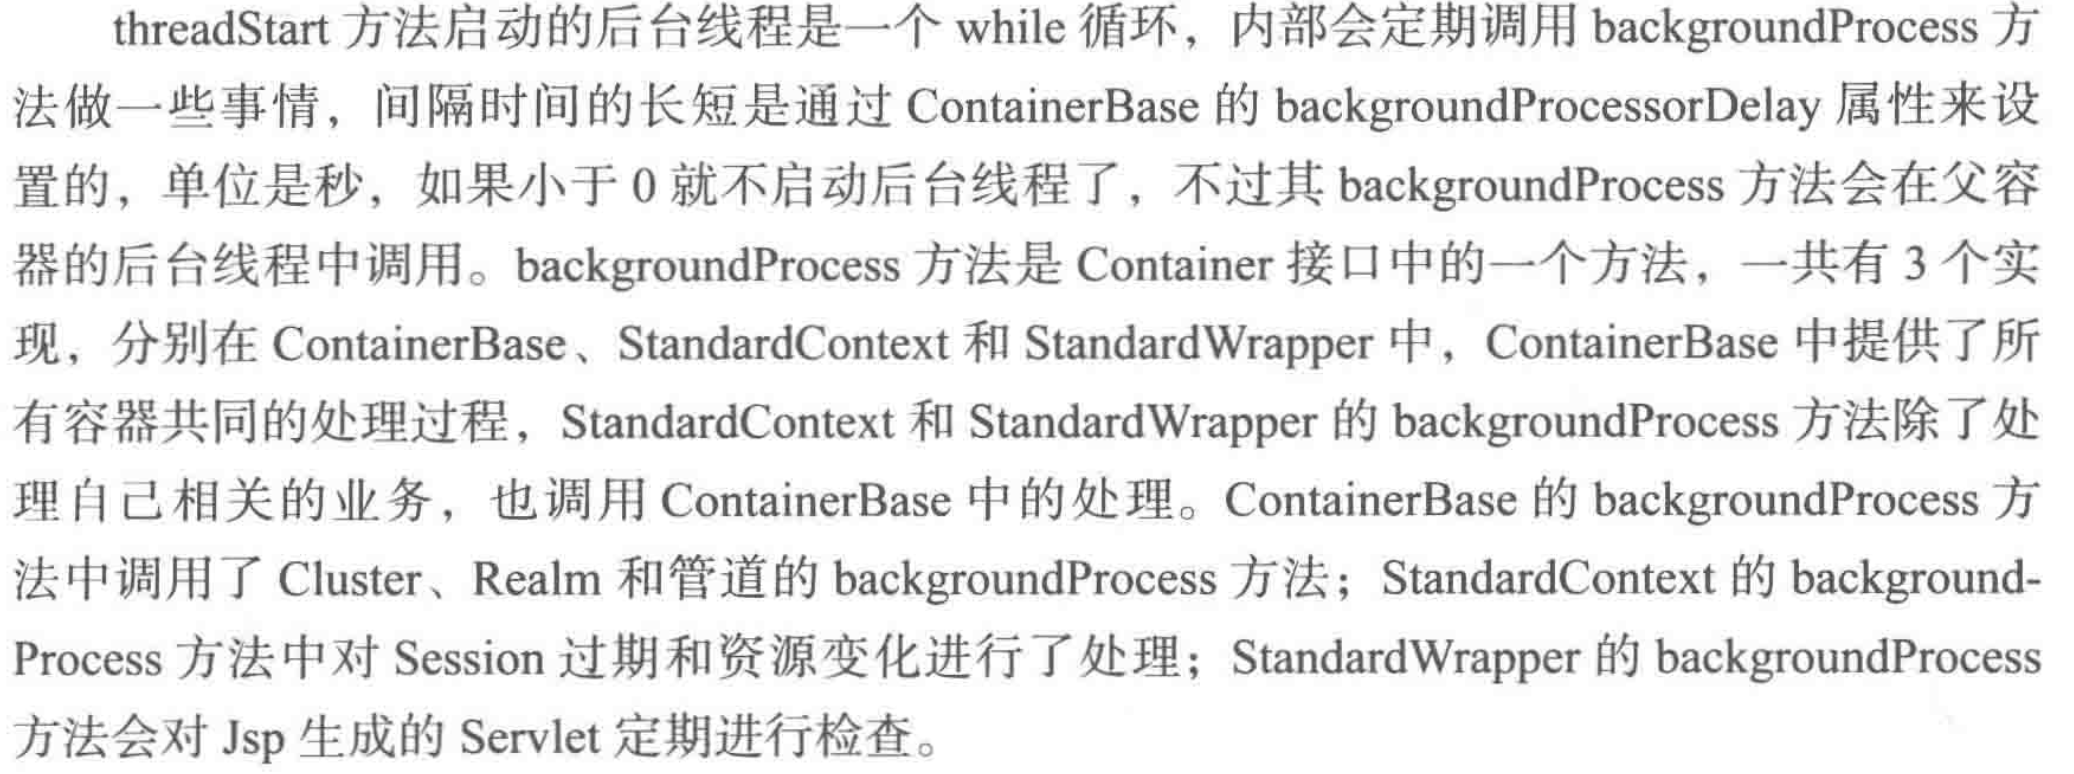 threadStart 方法启动的后台线程是一个 while 循环，内部会定期调用 backgroundProcess 方
法做一些事情，间隔时间的长短是通过 ContainerBase 的 backgroundProcessorDelay 属性来设
置的，单位是秒，如果小于 0 就不启动后台线程了，不过其 backgroundProcess 方法会在父容
器的后台线程中调用。backgroundProcess 方法是 Container 接口中的一个方法，一共有 3 个实
现，分别在 ContainerBase、StandardContext 和 StandardWrapper 中，ContainerBase 中提供了所
有容器共同的处理过程，StandardContext 和 StandardWrapper 的 backgroundProcess 方法除了处
理自己相关的业务，也调用 ContainerBase 中的处理。ContainerBase 的 backgroundProcess 方
法中调用了 Cluster、Realm 和管道的 backgroundProcess 方法；StandardContext 的 background-
Process 方法中对 Session 过期和资源变化进行了处理；StandardWrapper 的 backgroundProcess
方法会对 Jsp 生成的 Servlet 定期进行检查。